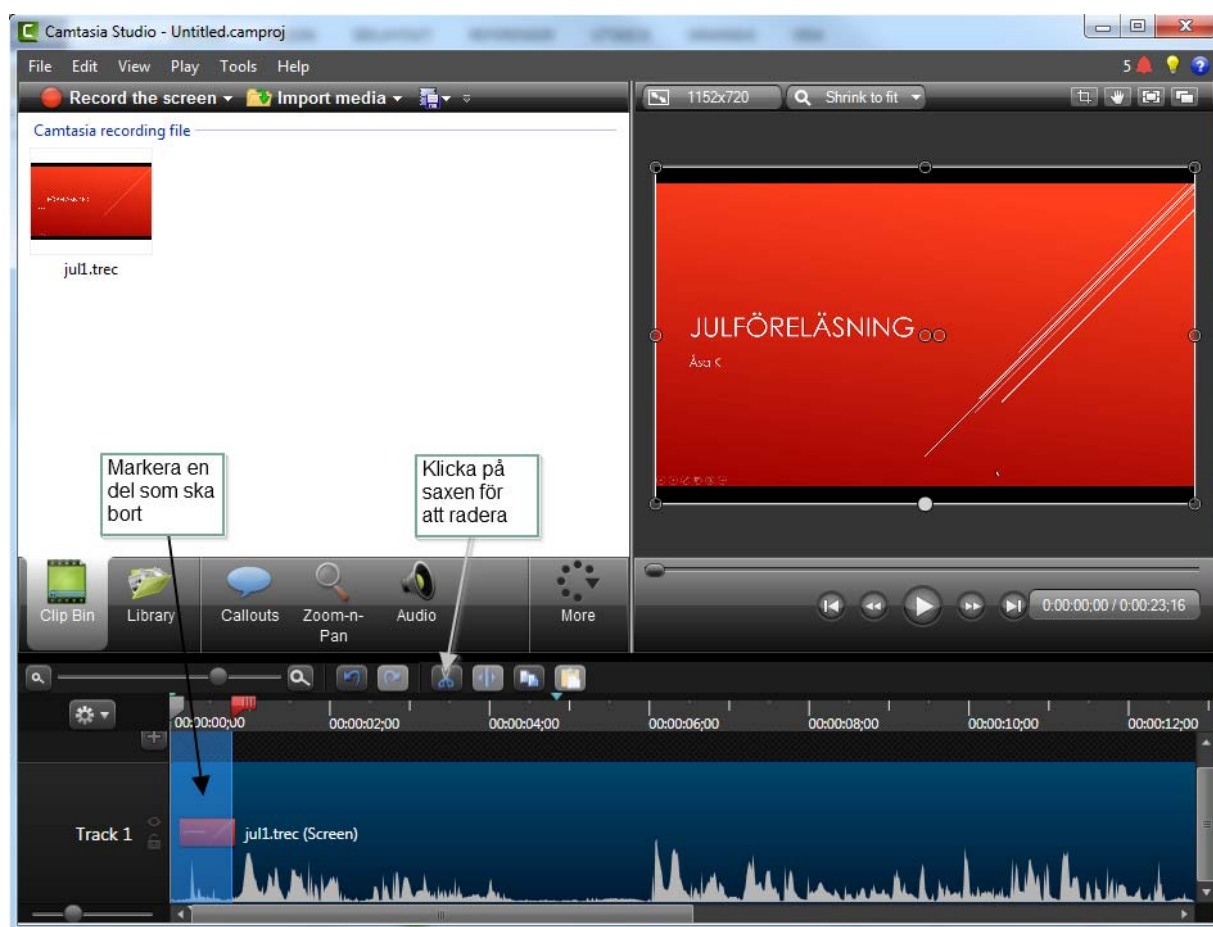 Camtasia Studio - Untitled.camproj
File Edit View Play Tools Help
5
Record the screen
Import media
1152x720
Shrink to fit
Camtasia recording file
jul1.trec
JULFÖRELÄSNING
Åsa K
Markera en
del som ska
bort
Klicka på
saxen för
att radera
Clip Bin
Library
Callouts
Zoom-n-
Pan
Audio
More
0:00:00;00 / 0:00:23;16
00:00:00;00 00:00:02;00 00:00:04;00 00:00:06;00 00:00:08;00 00:00:10;00 00:00:12;00
Track 1
jul1.trec (Screen)